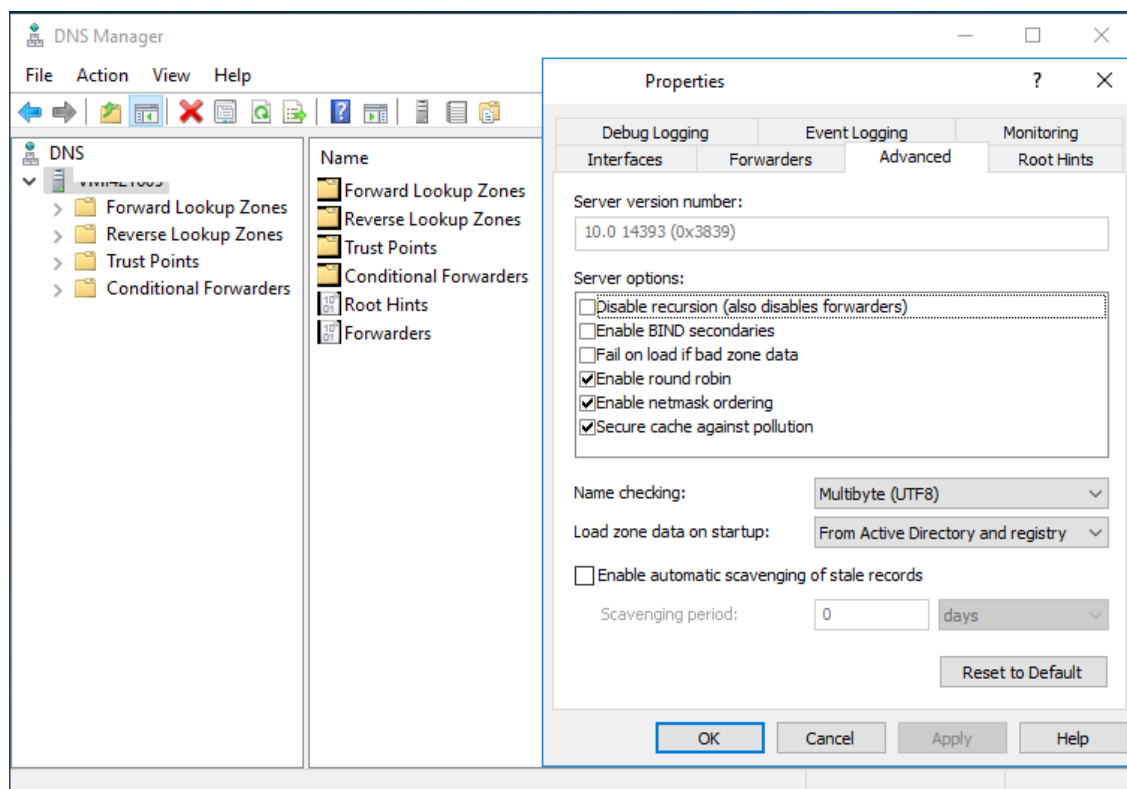 DNS Manager
File Action View Help
DNS
Forward Lookup Zones
Reverse Lookup Zones
Trust Points
Conditional Forwarders
Name
Forward Lookup Zones
Reverse Lookup Zones
Trust Points
Conditional Forwarders
Root Hints
Forwarders
Properties
Debug Logging Event Logging Monitoring
Interfaces Forwarders Advanced Root Hints
Server version number:
10.0 14393 (0x3839)
Server options:
Disable recursion (also disables forwarders)
Enable BIND secondaries
Fail on load if bad zone data
Enable round robin
Enable netmask ordering
Secure cache against pollution
Name checking: Multibyte (UTF8)
Load zone data on startup: From Active Directory and registry
Enable automatic scavenging of stale records
Scavenging period: 0 days
Reset to Default
OK Cancel Apply Help